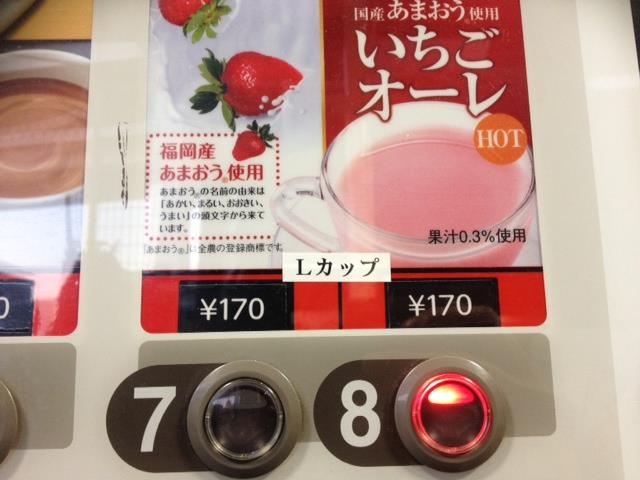 国産あまおう使用
いちご
オーレ
HOT
福岡産
あまおう®使用
あまおう®の名前の由来は
「あかい、まるい、おおきい、
うまい」の頭文字から来て
います。
「あまおう®」は全農の登録商標です。
果汁0.3%使用
Lカップ
0
¥170
¥170
7
8